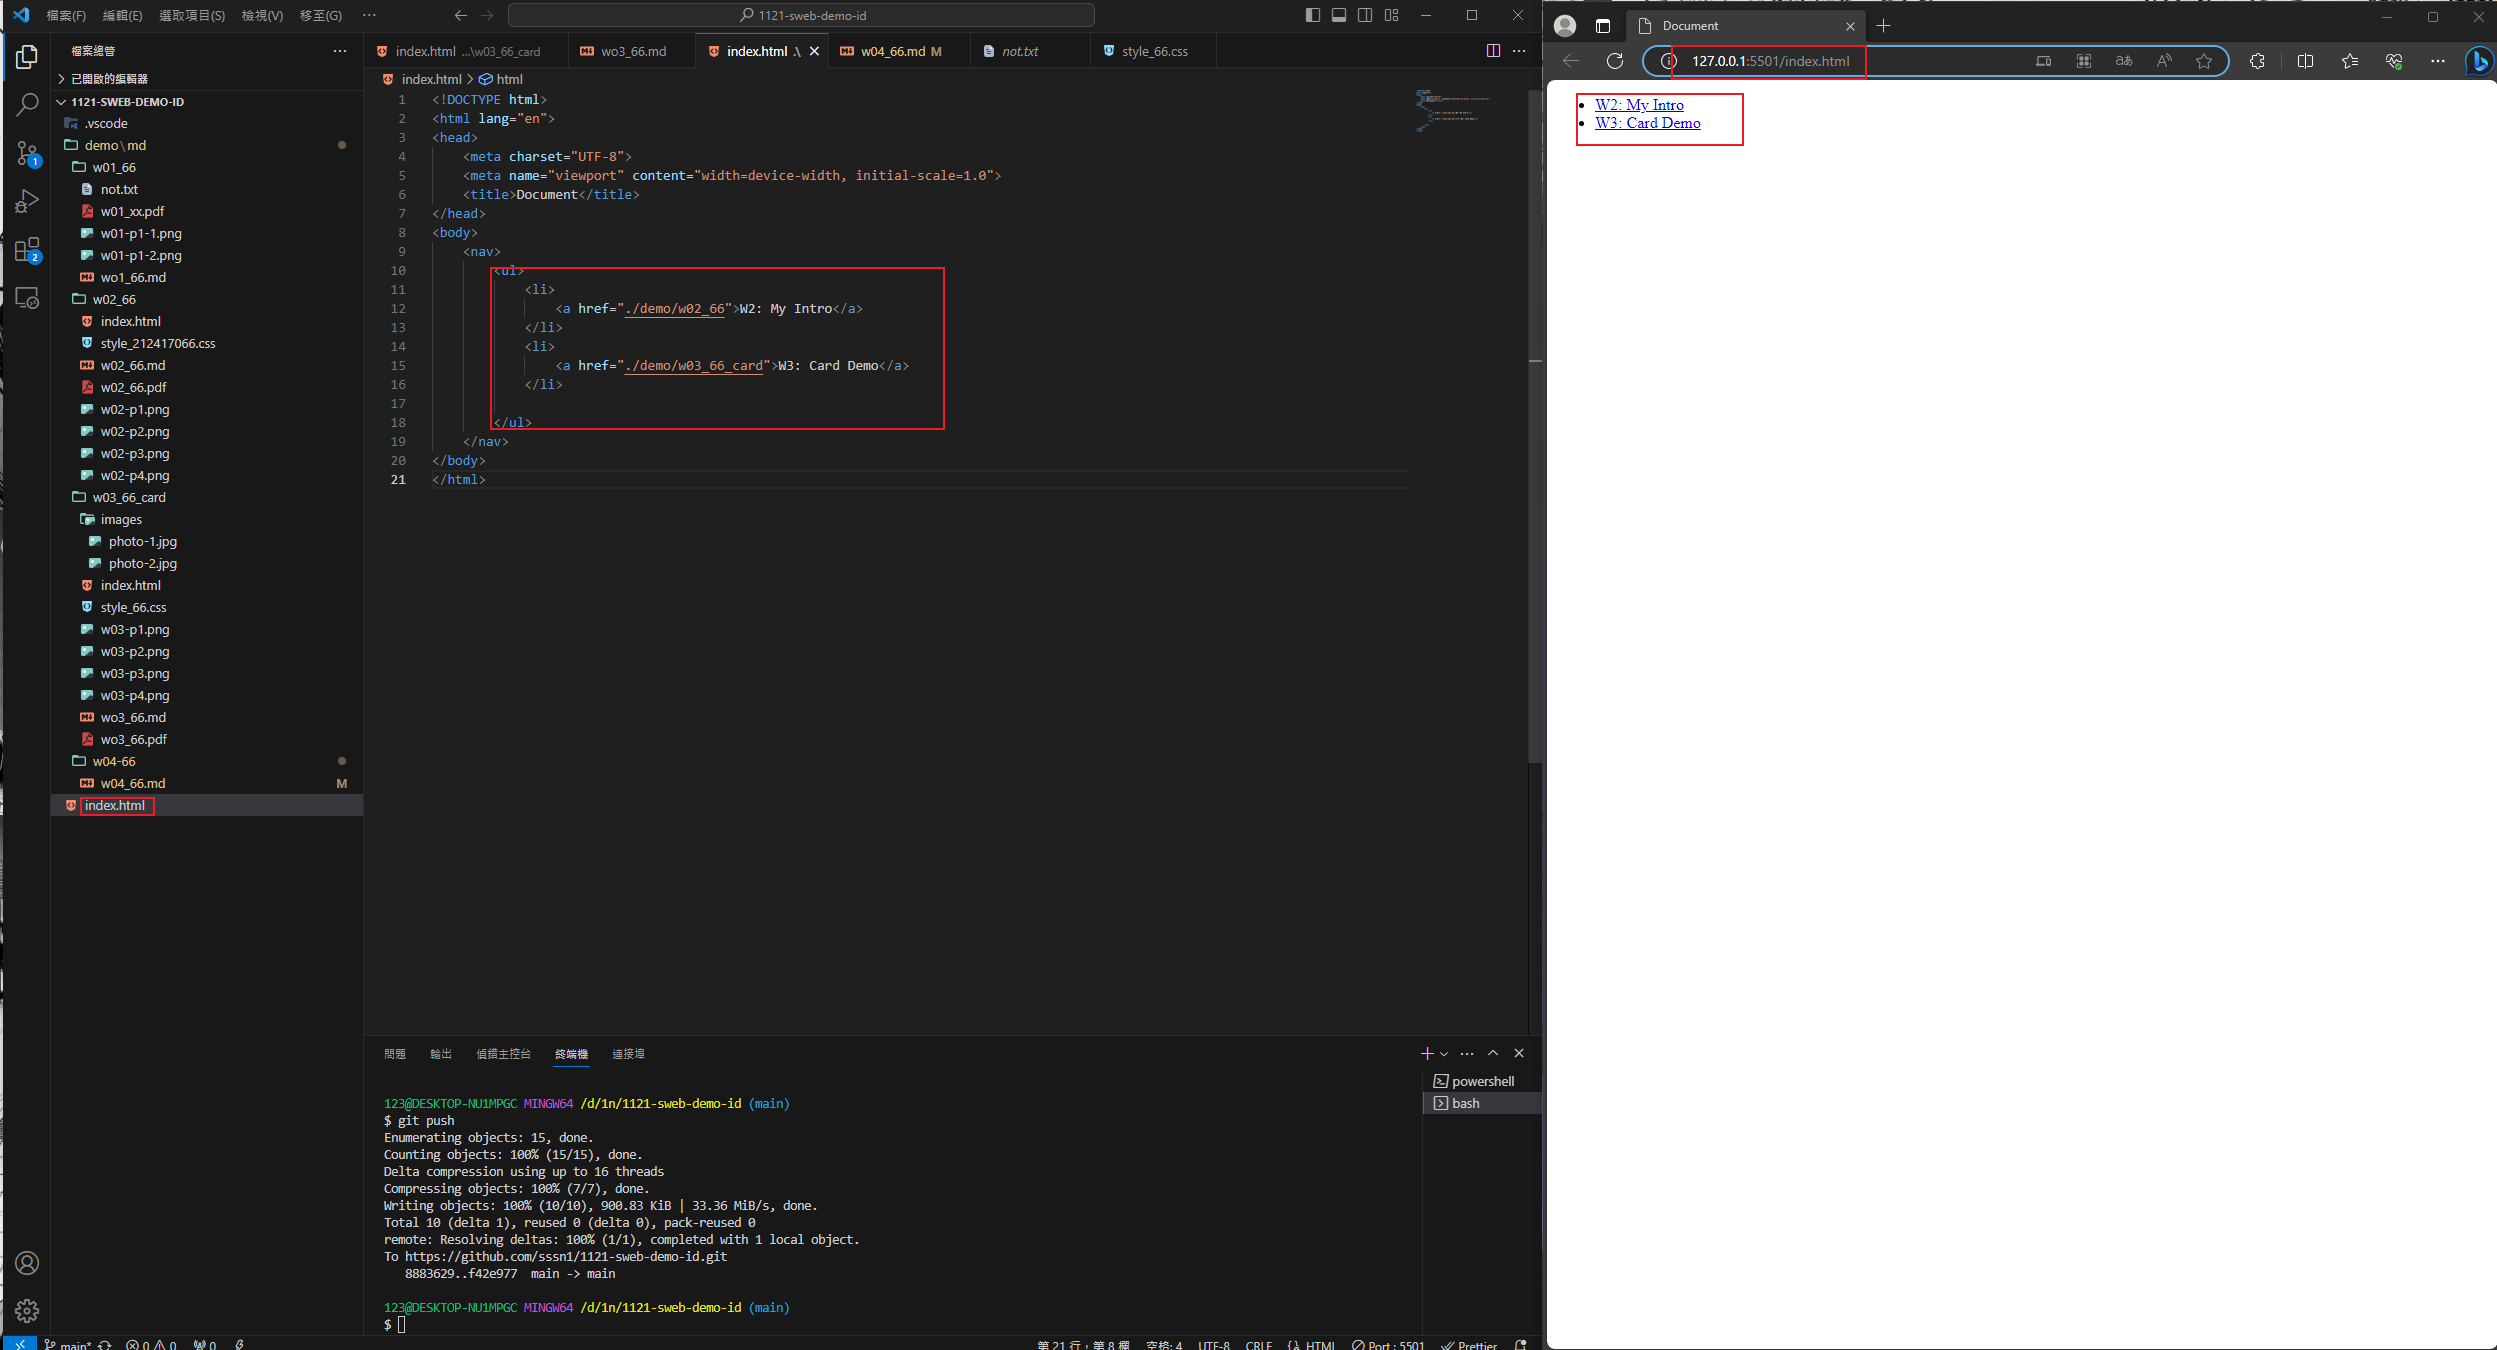 檔案(F) 編輯(E) 選取項目(S) 檢視(V) 移至(G) ··· 1121-sweb-demo-id
檔案總管
已開啟的編輯器
1121-SWEB-DEMO-ID
.vscode
demo\md
w01_66
not.txt
w01_xx.pdf
w01-p1-1.png
w01-p1-2.png
wo1_66.md
w02_66
index.html
style_212417066.css
w02_66.md
w02_66.pdf
w02-p1.png
w02-p2.png
w02-p3.png
w02-p4.png
w03_66_card
images
photo-1.jpg
photo-2.jpg
index.html
style_66.css
w03-p1.png
w03-p2.png
w03-p3.png
w03-p4.png
wo3_66.md
wo3_66.pdf
w04-66
w04_66.md M
index.html
1
2
index.html ...\w03_66_card wo3_66.md index.html .\ w04_66.md M not.txt style_66.css
index.html > html
1 <!DOCTYPE html>
2 <html lang="en">
3 <head>
4 <meta charset="UTF-8">
5 <meta name="viewport" content="width=device-width, initial-scale=1.0">
6 <title>Document</title>
7 </head>
8 <body>
9 <nav>
10 <ul>
11 <li>
12 <a href="./demo/w02_66">W2: My Intro</a>
13 </li>
14 <li>
15 <a href="./demo/w03_66_card">W3: Card Demo</a>
16 </li>
17
18 </ul>
19 </nav>
20 </body>
21 </html>
問題 輸出 偵錯主控台 終端機 連接埠
powershell
bash
123@DESKTOP-NU1MPGC MINGW64 /d/1n/1121-sweb-demo-id (main)
$ git push
Enumerating objects: 15, done.
Counting objects: 100% (15/15), done.
Delta compression using up to 16 threads
Compressing objects: 100% (7/7), done.
Writing objects: 100% (10/10), 900.83 KiB | 33.36 MiB/s, done.
Total 10 (delta 1), reused 0 (delta 0), pack-reused 0
remote: Resolving deltas: 100% (1/1), completed with 1 local object.
To https://github.com/sssn1/1121-sweb-demo-id.git
8883629..f42e977 main -> main
123@DESKTOP-NU1MPGC MINGW64 /d/1n/1121-sweb-demo-id (main)
$
main* 0 0 0 第 21 行，第 8 欄 空格: 4 UTF-8 CRLF {} HTML Port : 5501 Prettier
Document
127.0.0.1:5501/index.html
W2: My Intro
W3: Card Demo